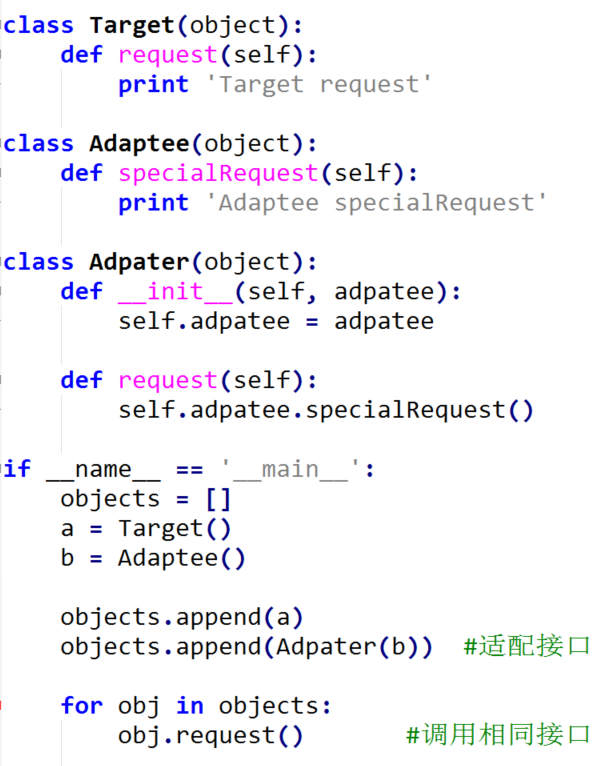 class Target(object):
    def request(self):
        print 'Target request'
class Adaptee(object):
    def specialRequest(self):
        print 'Adaptee specialRequest'
class Adpater(object):
    def __init__(self, adpatee):
        self.adpatee = adpatee
    def request(self):
        self.adpatee.specialRequest()
if __name__ == '__main__':
    objects = []
    a = Target()
    b = Adaptee()
    objects.append(a)
    objects.append(Adpater(b))  #适配接口
    for obj in objects:
        obj.request()       #调用相同接口